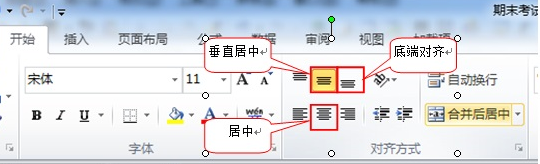 期末考试
开始 插入 页面布局 公式 数据 审阅 视图 加载项
垂直居中
底端对齐
宋体 11 A A 自动换行
B I U A wén 合并后居中
居中
字体 对齐方式